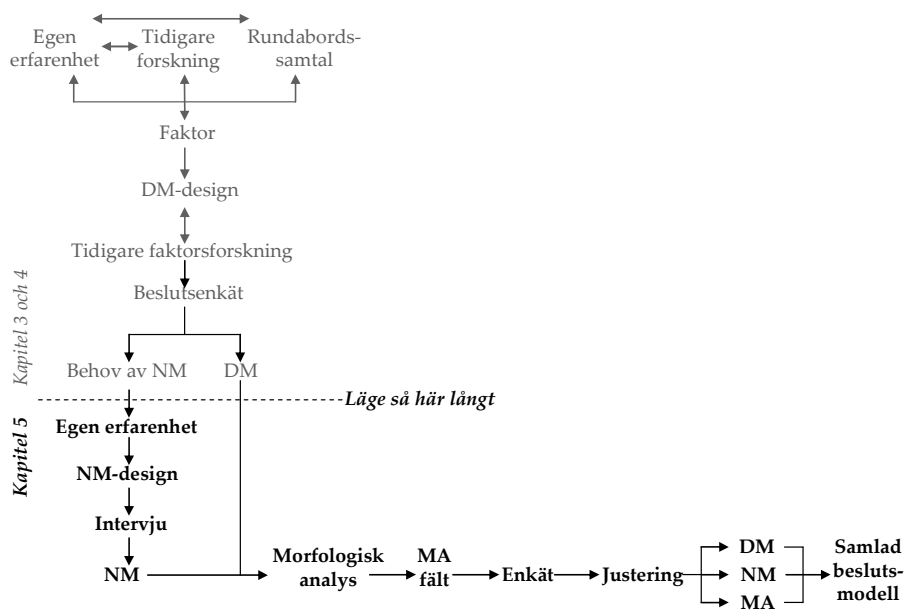 Egen
erfarenhet
Tidigare
forskning
Rundabords-
samtal
Faktor
DM-design
Tidigare faktorsforskning
Beslutsenkät
Kapitel 3 och 4
Behov av NM
DM
Läge så här långt
Kapitel 5
Egen erfarenhet
NM-design
Intervju
NM
Morfologisk
analys
MA
fält
Enkät
Justering
DM
NM
MA
Samlad
besluts-
modell